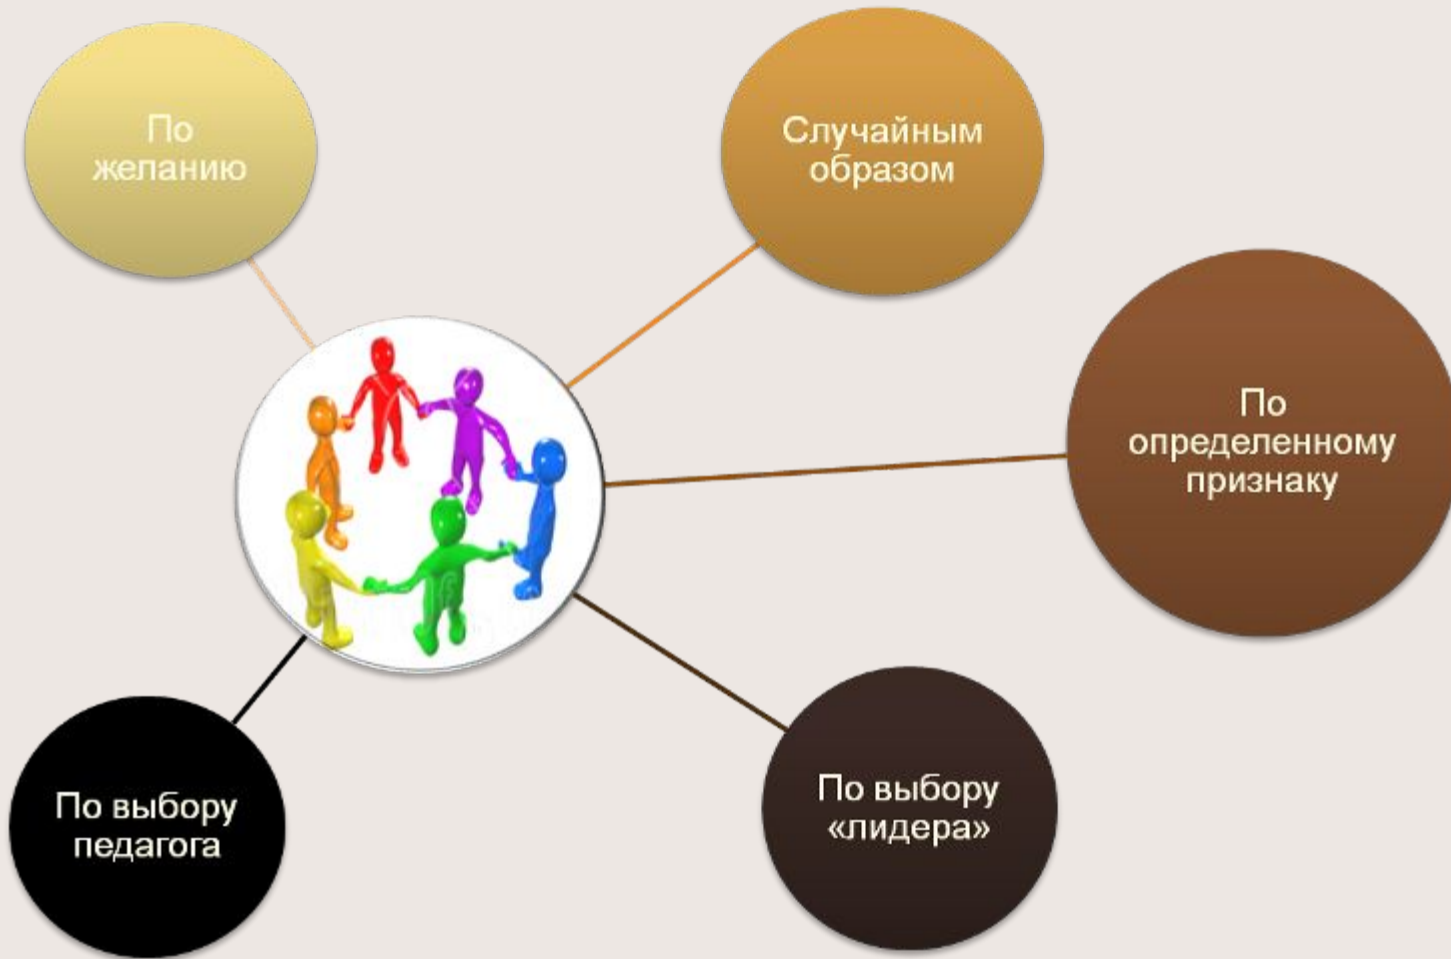 По
желанию
Случайным
образом
По
определенному
признаку
По выбору
«лидера»
По выбору
педагога